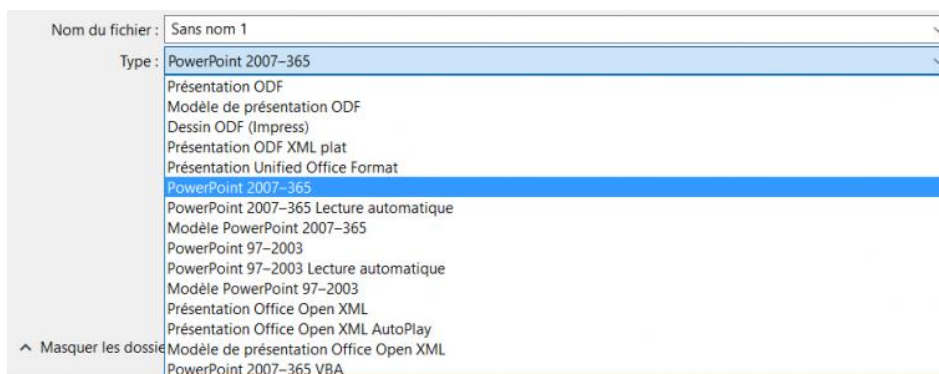 Nom du fichier : Sans nom 1
Type : PowerPoint 2007–365
Présentation ODF
Modèle de présentation ODF
Dessin ODF (Impress)
Présentation ODF XML plat
Présentation Unified Office Format
PowerPoint 2007–365
PowerPoint 2007–365 Lecture automatique
Modèle PowerPoint 2007–365
PowerPoint 97–2003
PowerPoint 97–2003 Lecture automatique
Modèle PowerPoint 97–2003
Présentation Office Open XML
Présentation Office Open XML AutoPlay
Masquer les dossie Modèle de présentation Office Open XML
PowerPoint 2007–365 VBA